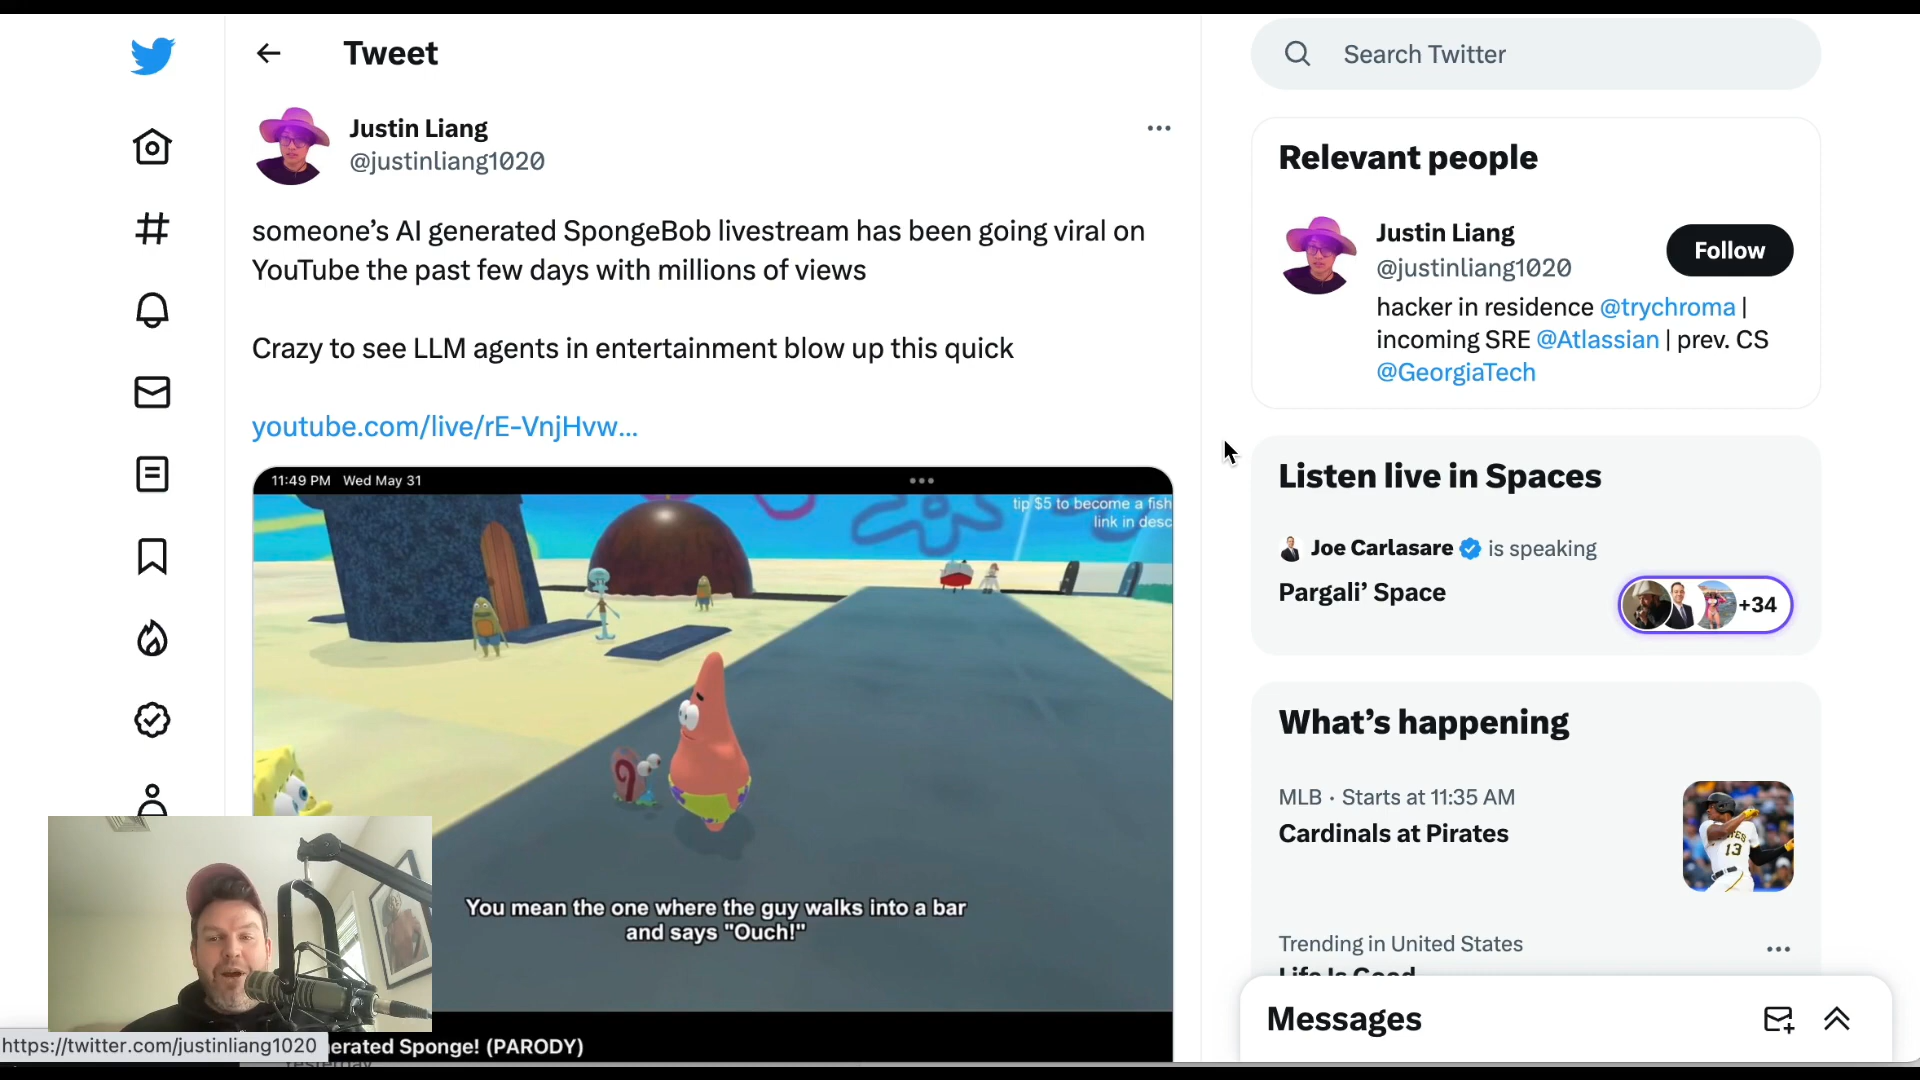 Tweet
Search Twitter
Justin Liang
@justinliang1020
someone’s AI generated SpongeBob livestream has been going viral on
YouTube the past few days with millions of views
Crazy to see LLM agents in entertainment blow up this quick
youtube.com/live/rE-VnjHvw…
11:49 PM Wed May 31
tip $5 to become a fish
link in desc
You mean the one where the guy walks into a bar
and says "Ouch!"
erated Sponge! (PARODY)
https://twitter.com/justinliang1020
Relevant people
Justin Liang
@justinliang1020
Follow
hacker in residence @trychroma |
incoming SRE @Atlassian | prev. CS
@GeorgiaTech
Listen live in Spaces
Joe Carlasare is speaking
Pargali’ Space
+34
What’s happening
MLB · Starts at 11:35 AM
Cardinals at Pirates
13
Trending in United States
Life Is Good
Messages